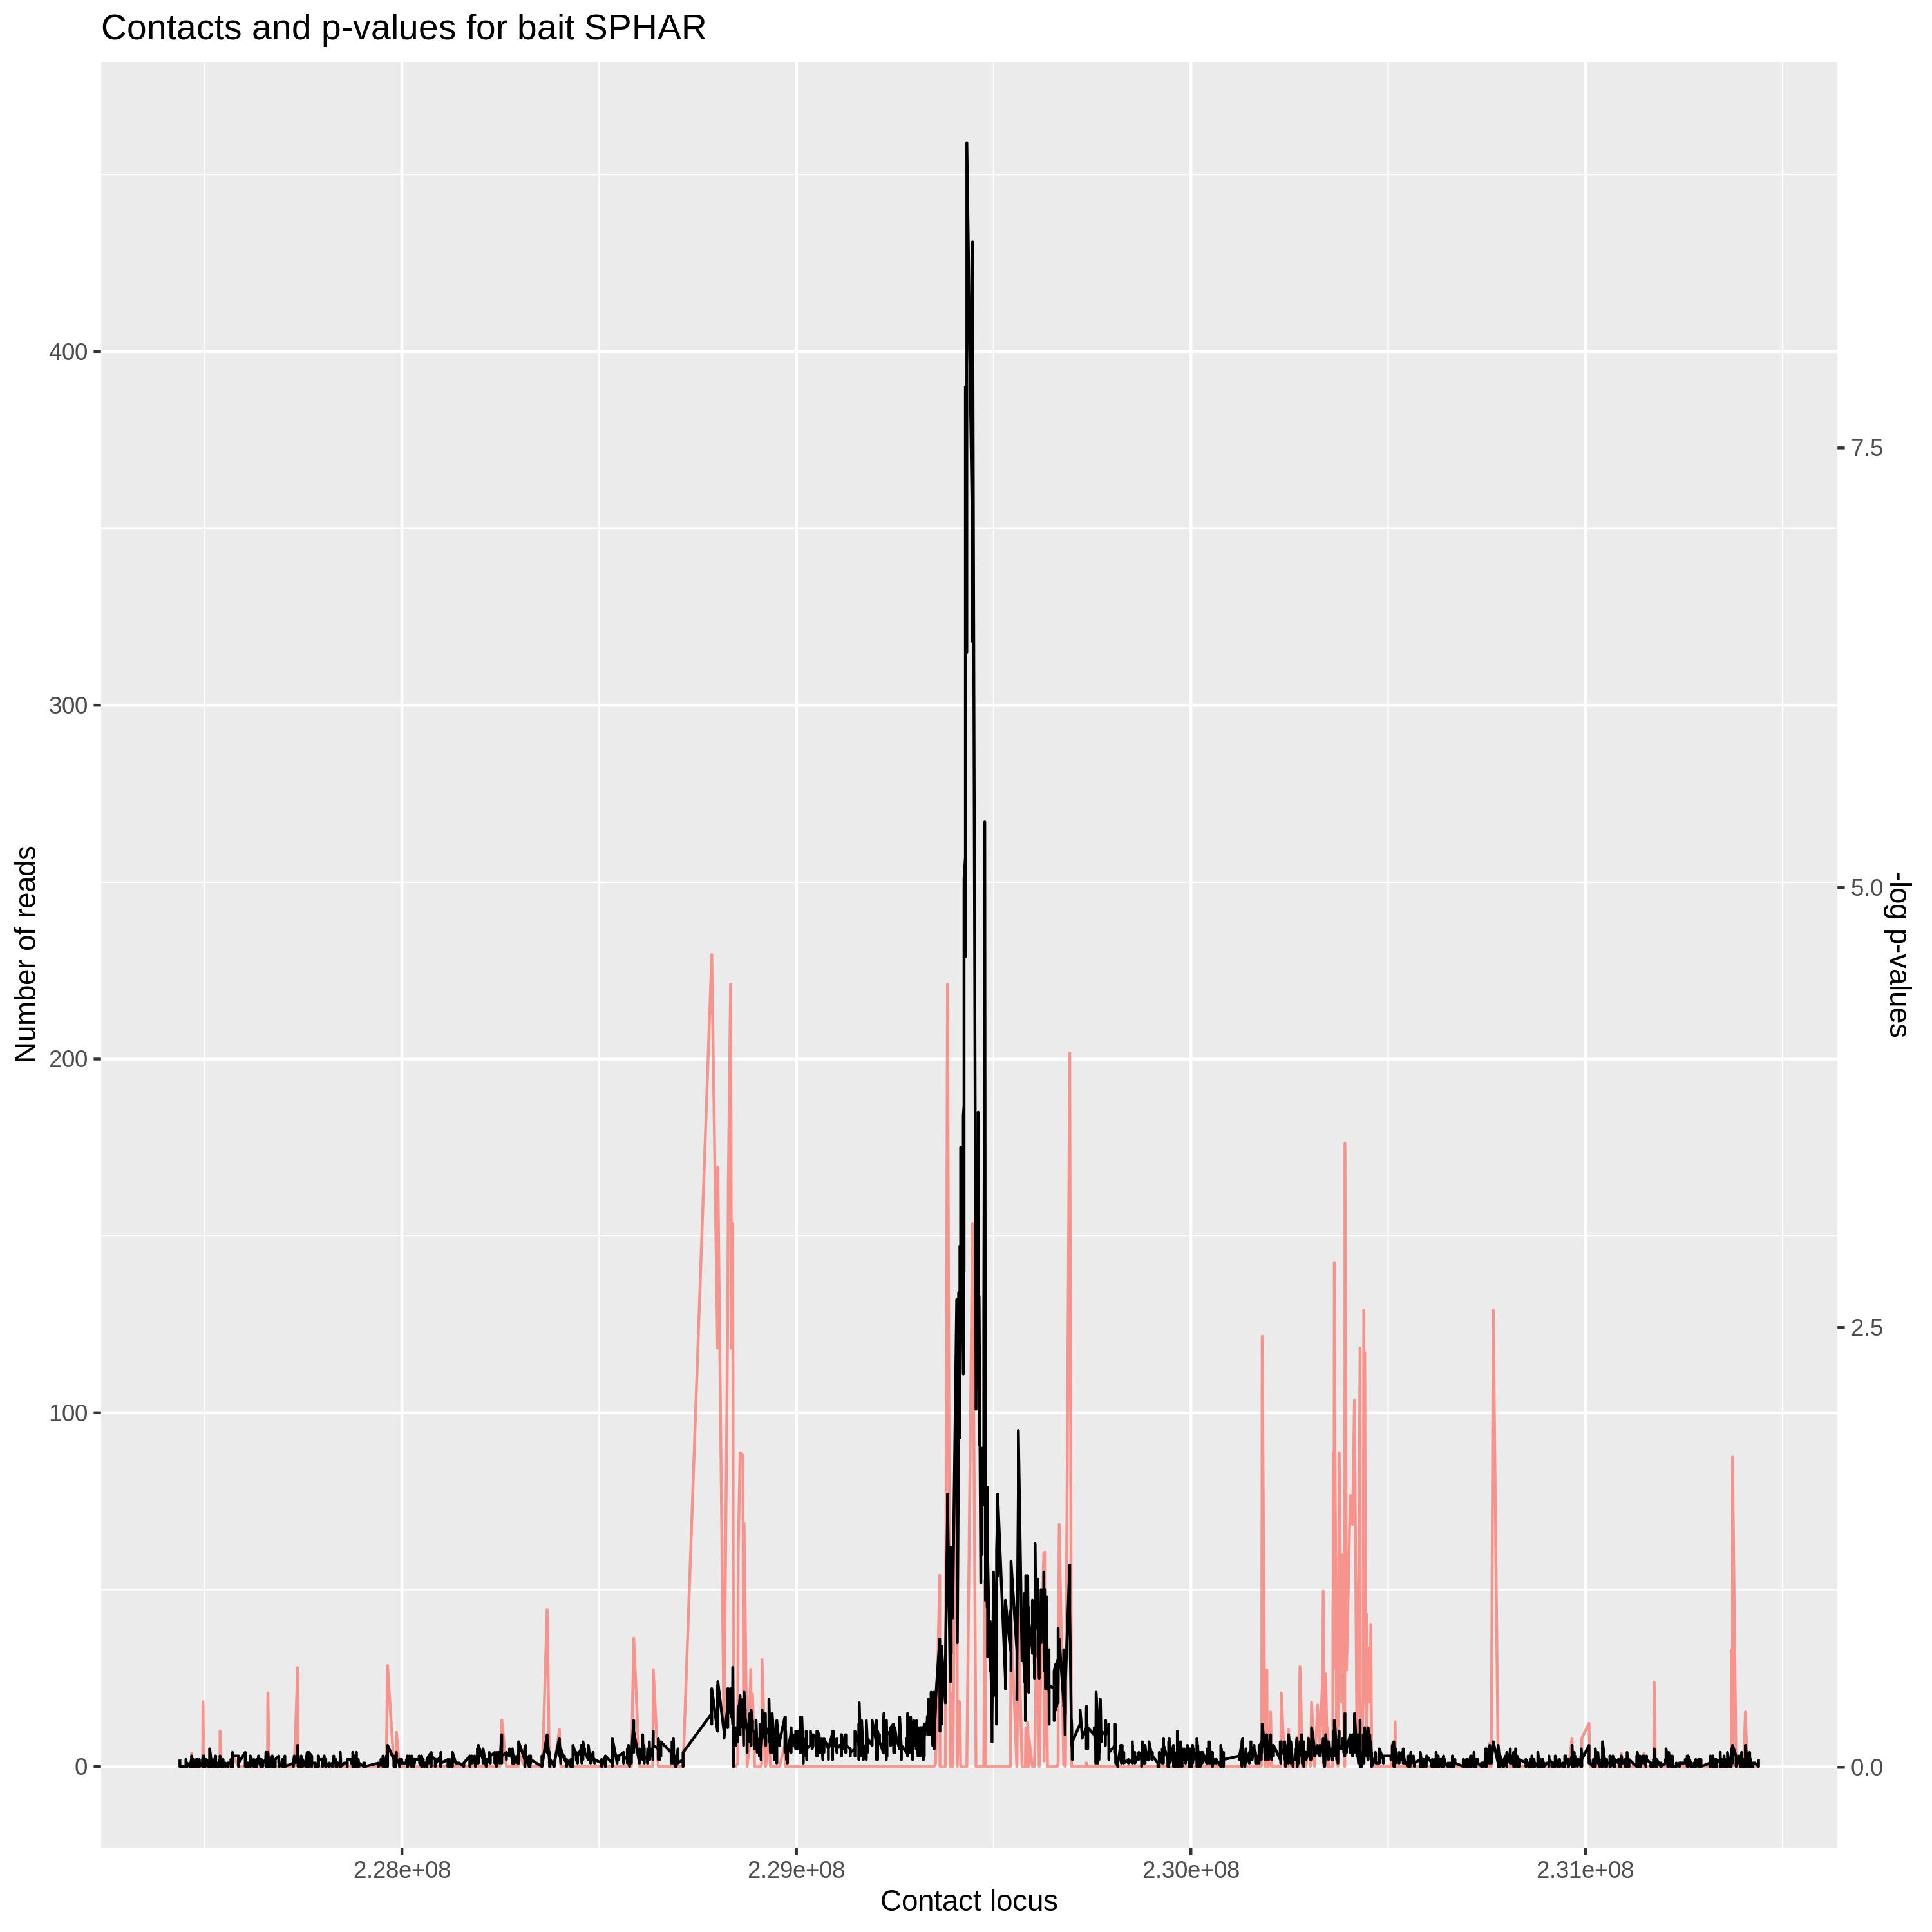 Contacts and p-values for bait SPHAR
Number of reads
400
300
200
100
0
7.5
5.0
2.5
0.0
-log p-values
2.28e+08
2.29e+08
2.30e+08
2.31e+08
Contact locus